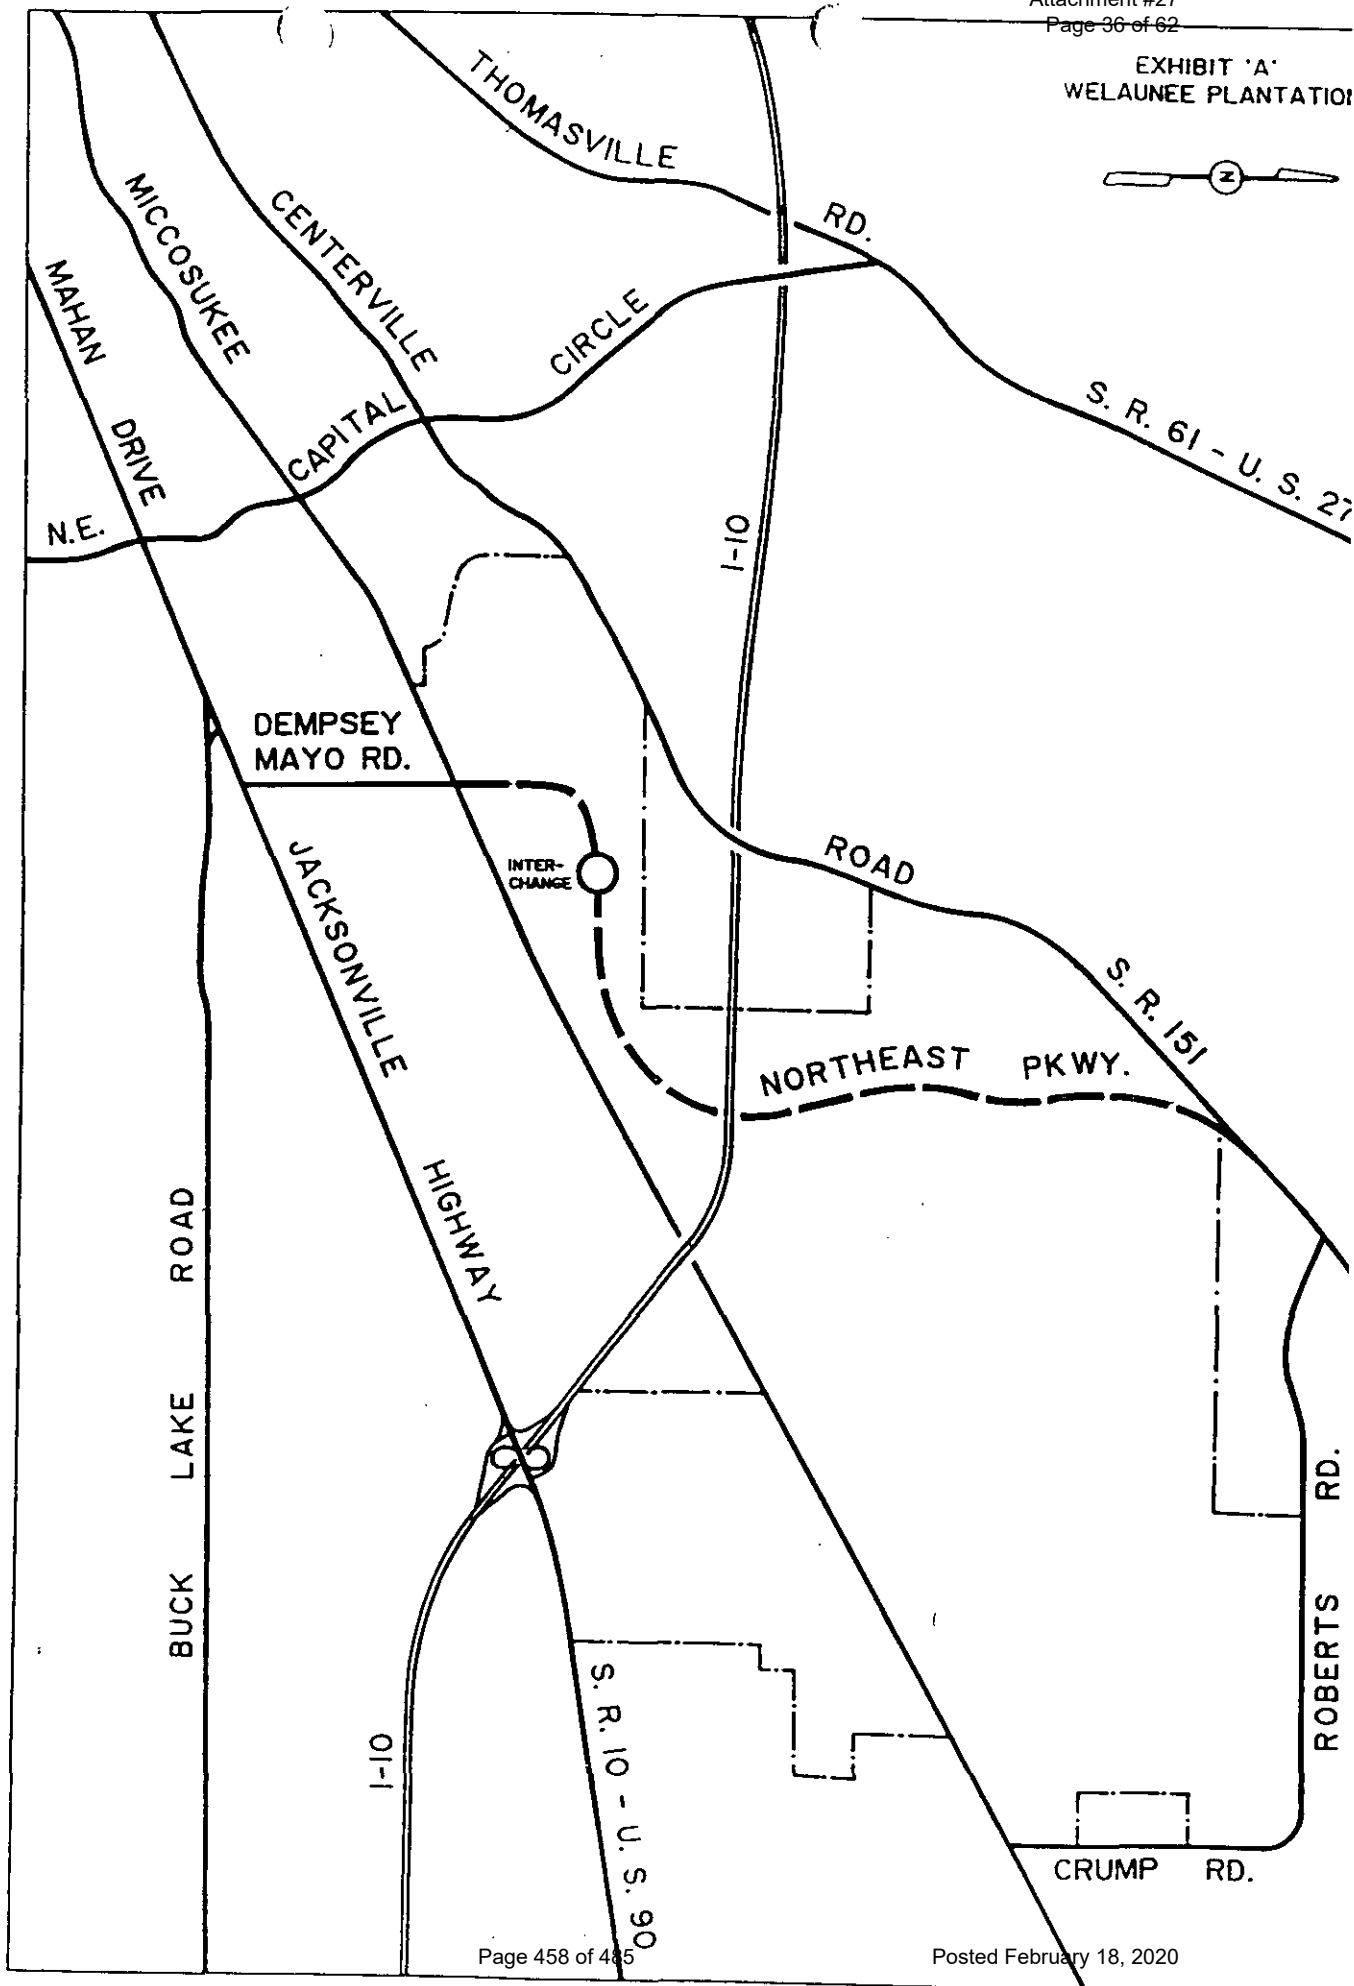 Attachment #27
Page 36 of 62
EXHIBIT 'A'
WELAUNEE PLANTATION
N
THOMASVILLE
RD.
S. R. 61 - U. S. 27
MICCOSUKEE
CENTERVILLE
MAHAN
DRIVE
N.E.
CAPITAL
CIRCLE
I-10
DEMPSEY
MAYO RD.
INTER-
CHANGE
ROAD
S. R. 151
JACKSONVILLE
HIGHWAY
NORTHEAST PKWY.
BUCK LAKE ROAD
ROBERTS RD.
I-10
S. R. 10 - U. S. 90
CRUMP RD.
Page 458 of 485
Posted February 18, 2020